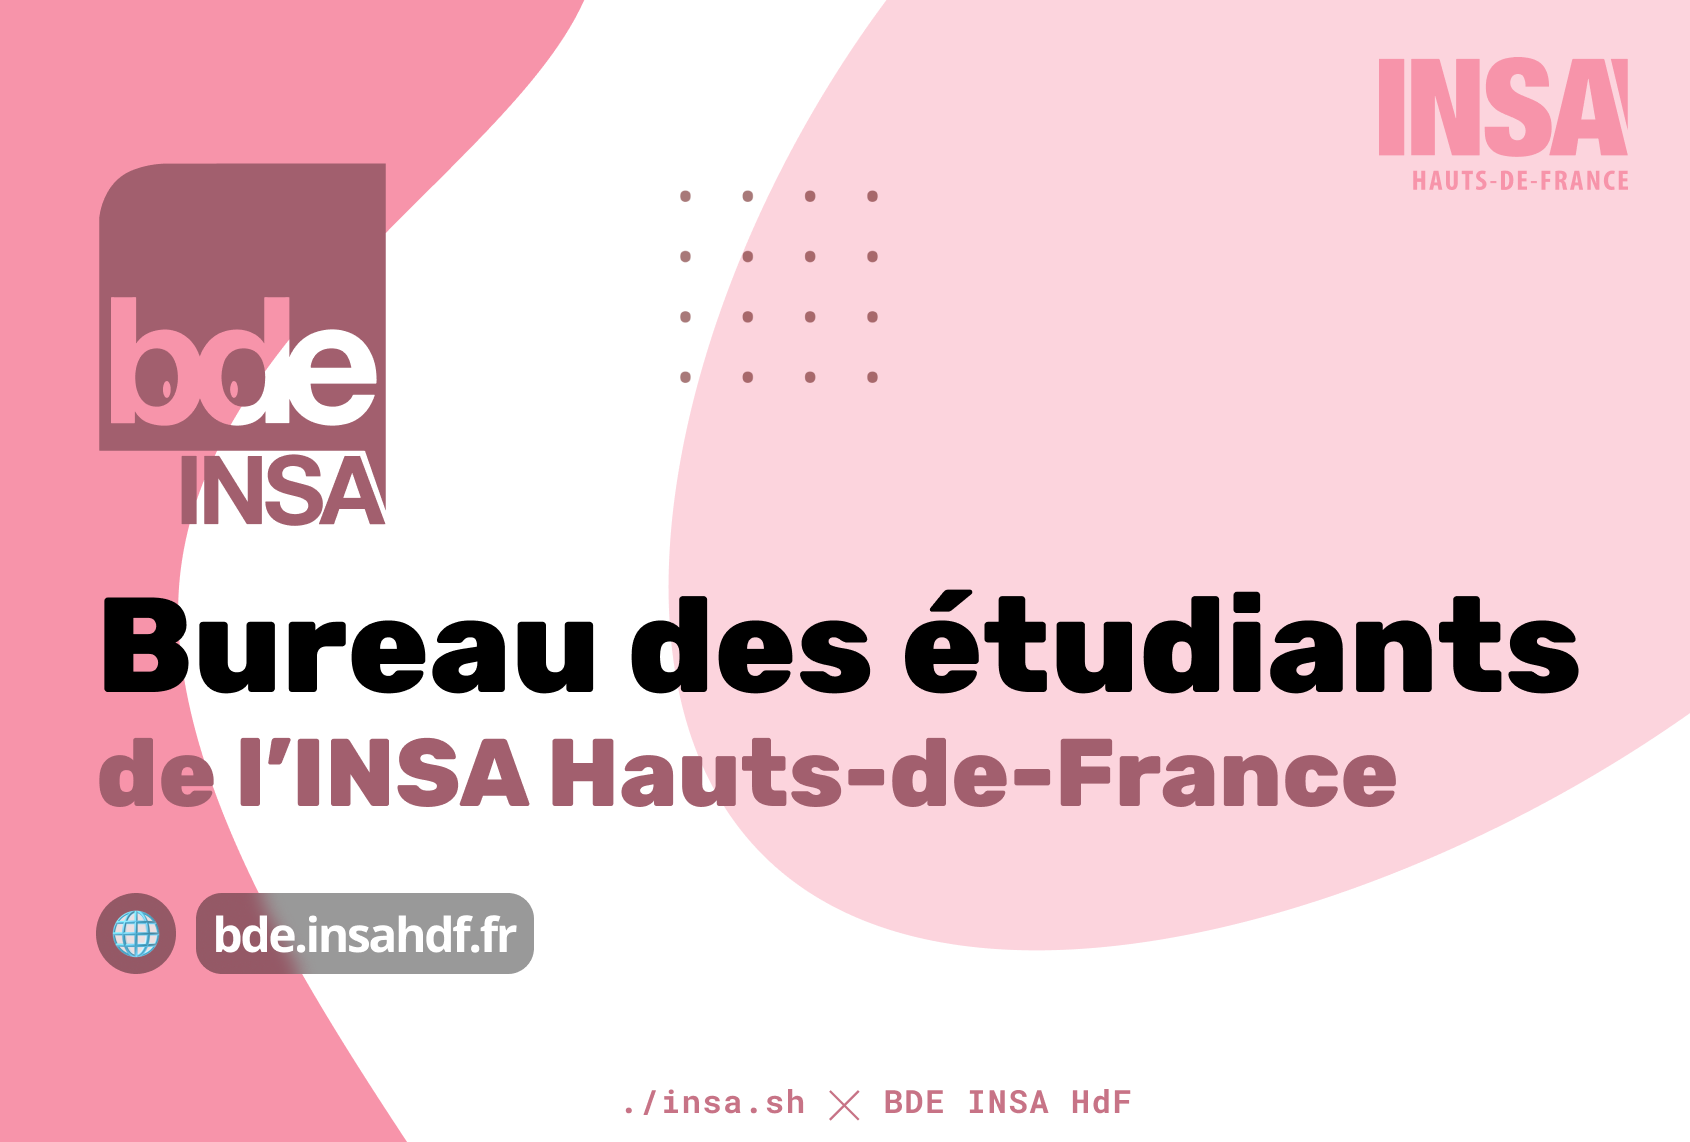 INSA
HAUTS-DE-FRANCE
bde
INSA
Bureau des étudiants
de l’INSA Hauts-de-France
bde.insahdf.fr
./insa.sh × BDE INSA HdF